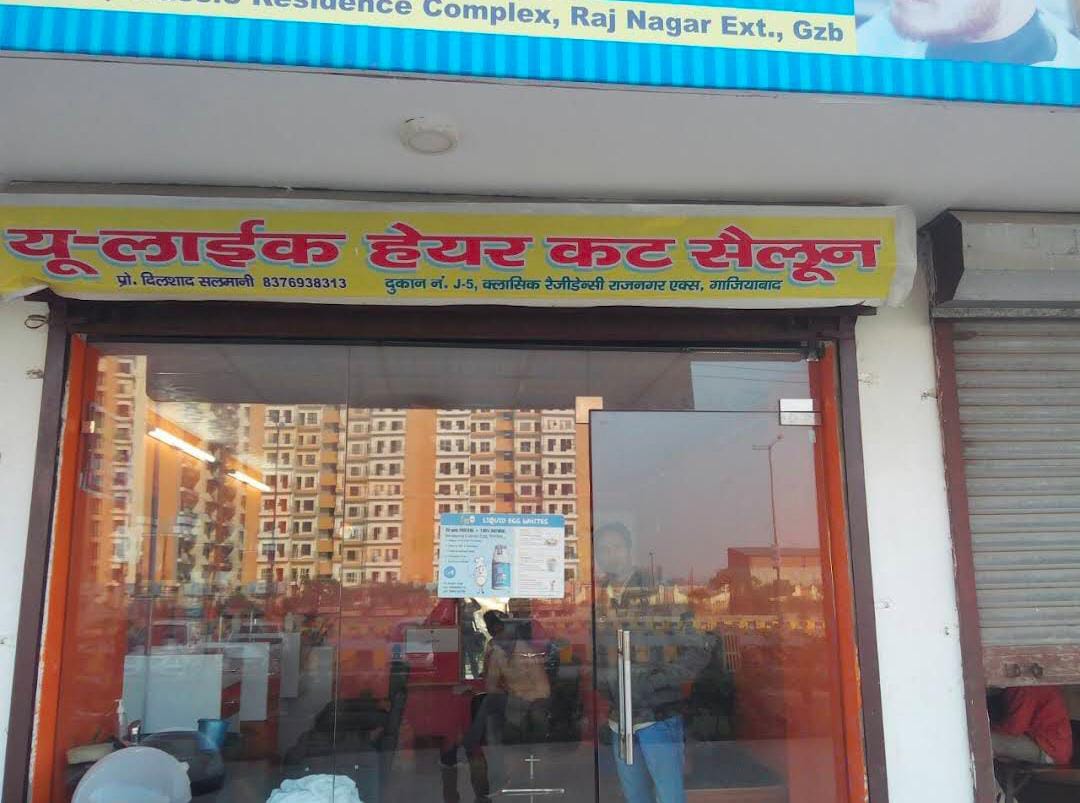 Residence Complex, Raj Nagar Ext., Gzb
यू-लाईक हेयर कट सैलून
प्रो. दिलशाद सलमानी 8376938313 दुकान नं. J-5, क्लासिक रेजीडेन्सी राजनगर एक्स, गाजियाबाद
LIQUID EGG WHITES